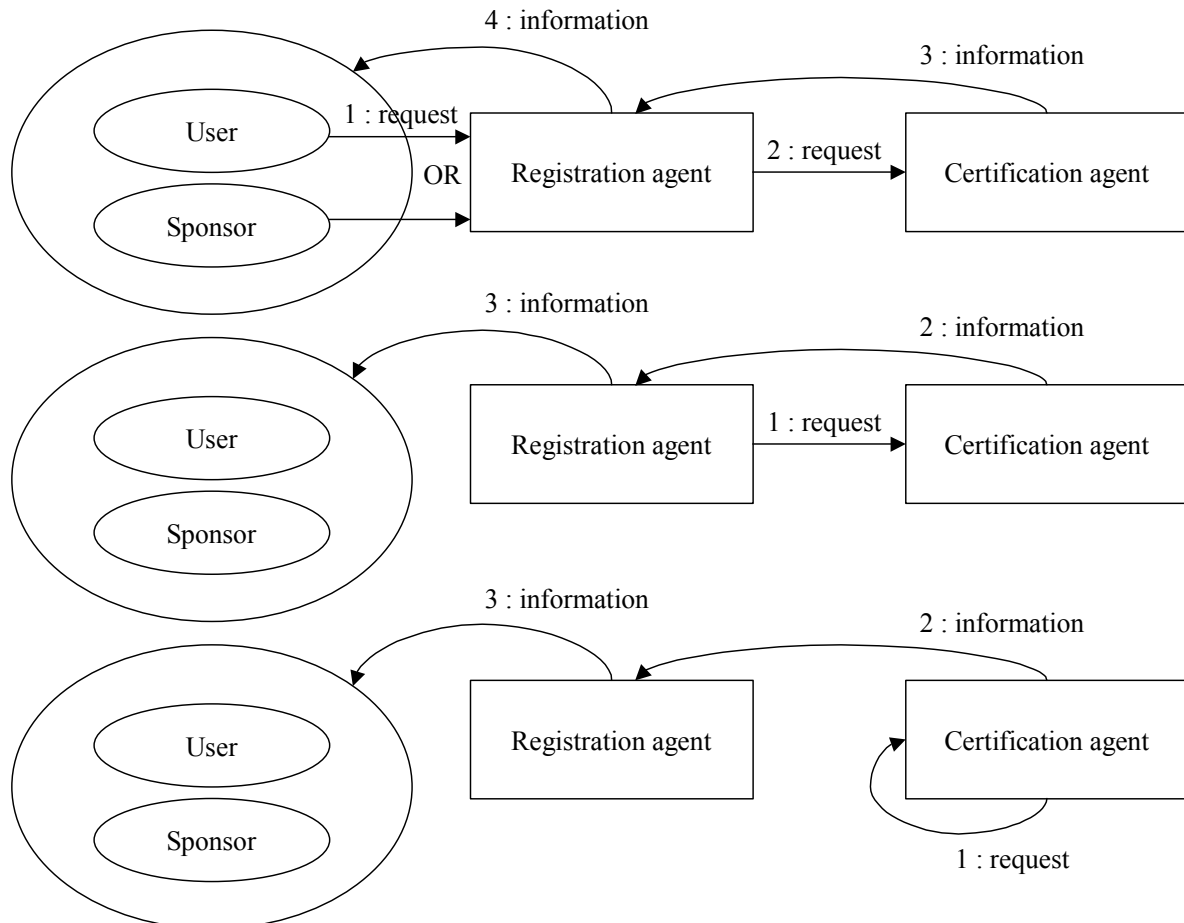 4 : information
3 : information
User
1 : request
OR
Sponsor
Registration agent
2 : request
Certification agent
3 : information
2 : information
User
Sponsor
Registration agent
1 : request
Certification agent
3 : information
2 : information
User
Sponsor
Registration agent
Certification agent
1 : request